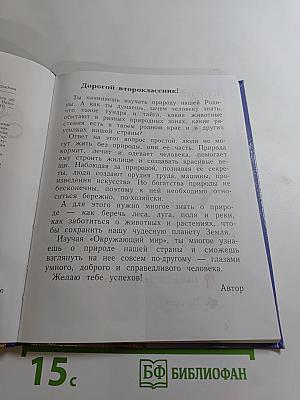 Дорогой второклассник!
Ты начинаешь изучать природу нашей Роди-
ны. А как ты думаешь, зачем человеку знать,
что такое тундра и тайга, какие животные
обитают в разных природных зонах, какие ра-
стения есть в твоём родном крае и в других
уголках нашей страны?
Ответ на этот вопрос простой: люди не мо-
гут жить без природы, они её часть. Природа
кормит, лечит и одевает человека, помогает
ему строить жилище и создавать красивые ве-
щи. Наблюдая за природой, познавая её секре-
ты, люди создают орудия труда, машины, про-
изведения искусства. Но богатства природы не
бесконечны, поэтому к ней необходимо отно-
ситься бережно, по-хозяйски.
А для этого нужно многое знать о приро-
де — как беречь леса, луга, поля и реки,
как заботиться о животных и растениях, что-
бы сохранить нашу чудесную планету Земля.
Изучая «Окружающий мир», ты многое узна-
ешь о природе нашей страны и сможешь
взглянуть на неё совсем по-другому — глазами
умного, доброго и справедливого человека.
Желаю тебе успехов!
Автор
15с
БФ БИБЛИОФАН